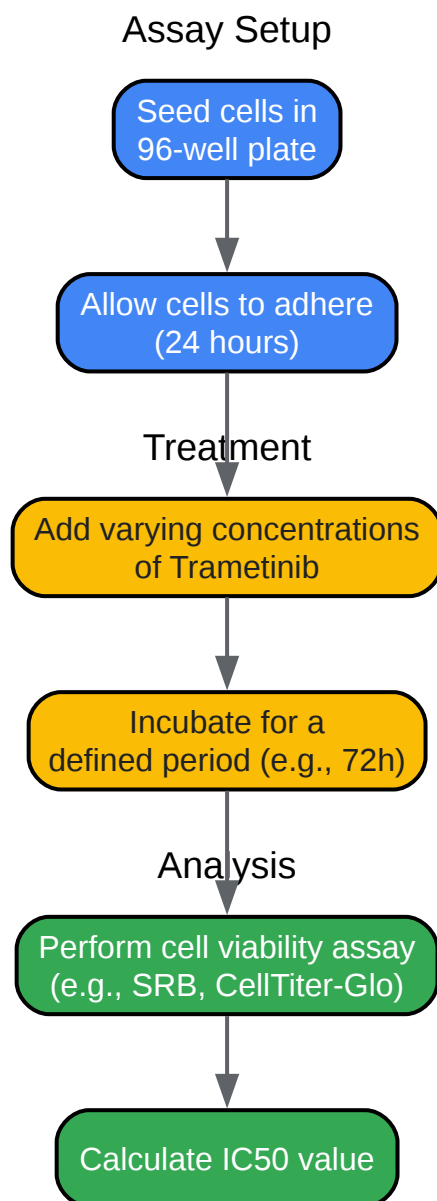 Assay Setup
Seed cells in
96-well plate
Allow cells to adhere
(24 hours)
Treatment
Add varying concentrations
of Trametinib
Incubate for a
defined period (e.g., 72h)
Analysis
Perform cell viability assay
(e.g., SRB, CellTiter-Glo)
Calculate IC50 value